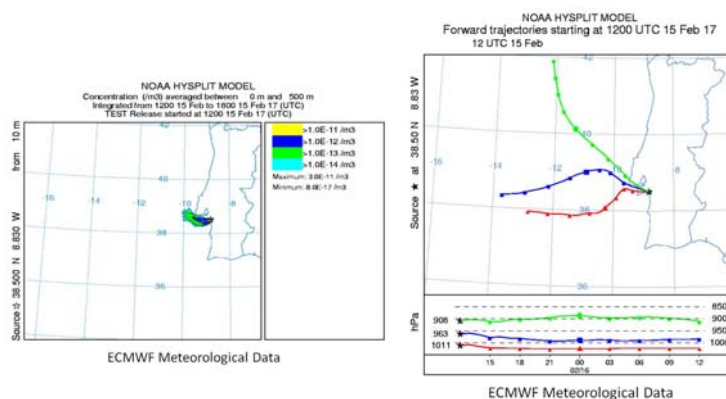 NOAA HYSPLIT MODEL
Concentration (/m3) averaged between 0 m and 500 m
Integrated from 1200 15 Feb to 1800 15 Feb 17 (UTC)
TEST Release started at 1200 15 Feb 17 (UTC)
Source ☆ 38.500 N 8.830 W from 10 m
-16 -14 -12 -10 -8
40
38
36
>1.0E-11 /m3
>1.0E-12 /m3
>1.0E-13 /m3
>1.0E-14 /m3
Maximum: 3.0E-11 /m3
Minimum: 8.0E-17 /m3
ECMWF Meteorological Data
NOAA HYSPLIT MODEL
Forward trajectories starting at 1200 UTC 15 Feb 17
12 UTC 15 Feb
Source ★ at 38.50 N 8.83 W
42
40
-16 -14 -12 -8
38
36
hPa
850
906 900
950
963
1000
1011
15 18 21 00 03 06 09 12
02/16
ECMWF Meteorological Data